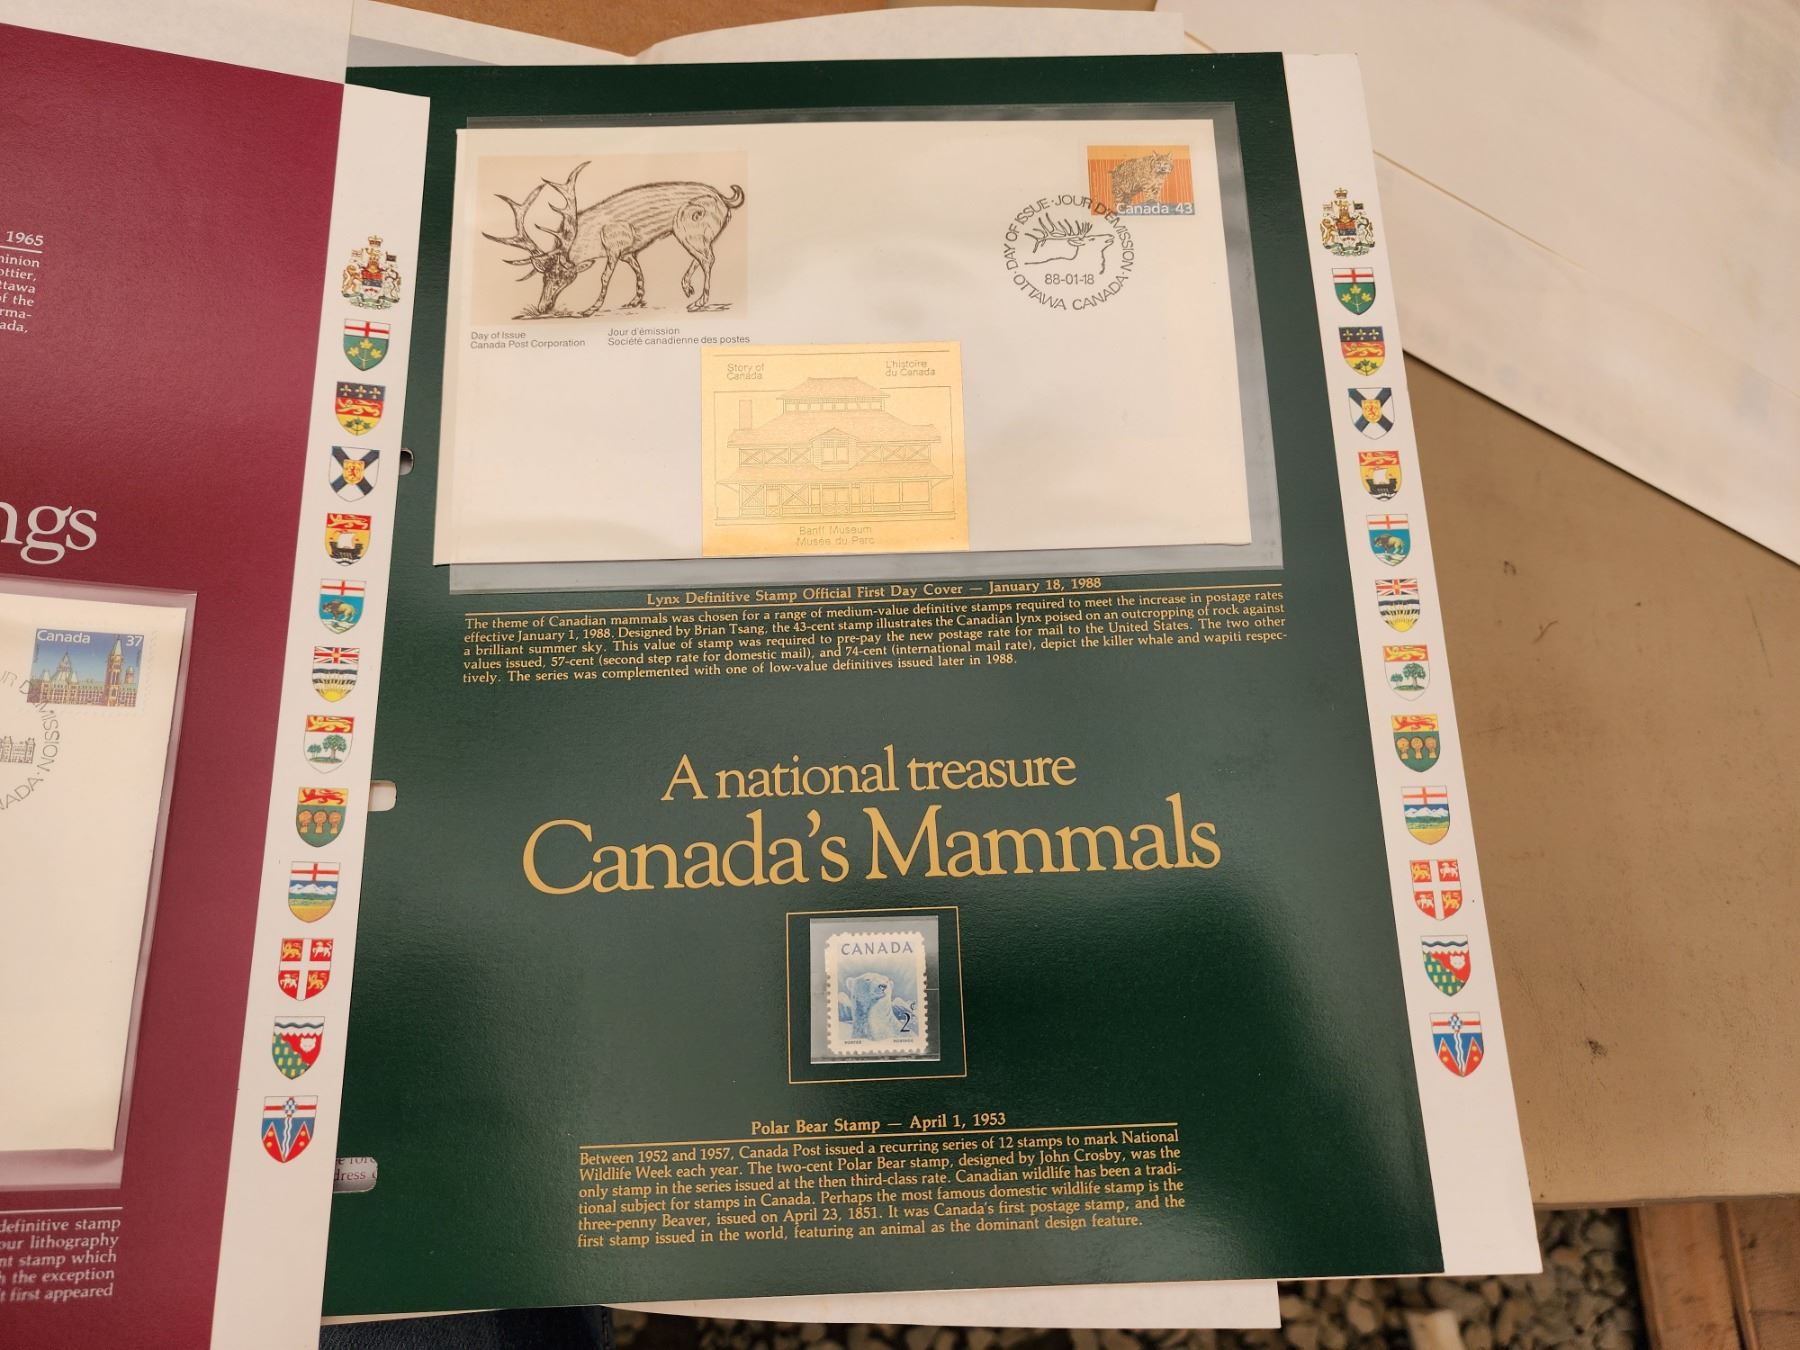 1965
minion
ottier,
ttawa
of the
rma-
ada,
ngs
Canada 37
definitive stamp
our lithography
nt stamp which
h the exception
t first appeared
Day of Issue
Canada Post Corporation
Jour d'émission
Société canadienne des postes
Canada 43
DAY OF ISSUE · JOUR D'ÉMISSION
88-01-18
OTTAWA CANADA
Story of
Canada
L'histoire
du Canada
Banff Museum
Musée du Parc
Lynx Definitive Stamp Official First Day Cover — January 18, 1988
The theme of Canadian mammals was chosen for a range of medium-value definitive stamps required to meet the increase in postage rates
effective January 1, 1988. Designed by Brian Tsang, the 43-cent stamp illustrates the Canadian lynx poised on an outcropping of rock against
a brilliant summer sky. This value of stamp was required to pre-pay the new postage rate for mail to the United States. The two other
values issued, 57-cent (second step rate for domestic mail), and 74-cent (international mail rate), depict the killer whale and wapiti respec-
tively. The series was complemented with one of low-value definitives issued later in 1988.
A national treasure
Canada's Mammals
CANADA
2
POSTES POSTAGE
Polar Bear Stamp — April 1, 1953
Between 1952 and 1957, Canada Post issued a recurring series of 12 stamps to mark National
Wildlife Week each year. The two-cent Polar Bear stamp, designed by John Crosby, was the
only stamp in the series issued at the then third-class rate. Canadian wildlife has been a tradi-
tional subject for stamps in Canada. Perhaps the most famous domestic wildlife stamp is the
three-penny Beaver, issued on April 23, 1851. It was Canada's first postage stamp, and the
first stamp issued in the world, featuring an animal as the dominant design feature.